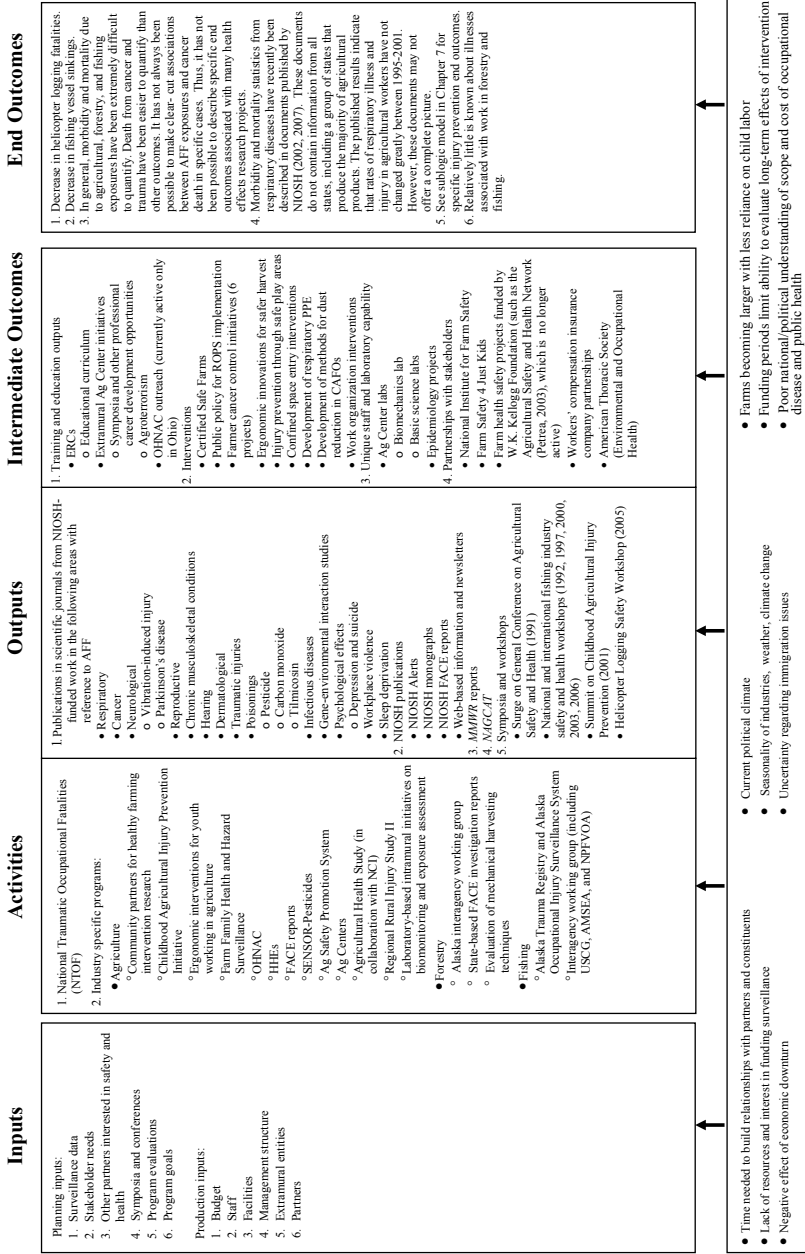 Inputs
Planning inputs:
1. Surveillance data
2. Stakeholder needs
3. Other partners interested in safety and
health
4. Symposia and conferences
5. Program evaluations
6. Program goals
Production inputs:
1. Budget
2. Staff
3. Facilities
4. Management structure
5. Extramural entities
6. Partners
Activities
1. National Traumatic Occupational Fatalities
(NTOF)
2. Industry specific programs:
● Agriculture
° Community partners for healthy farming
intervention research
° Childhood Agricultural Injury Prevention
Initiative
° Ergonomic interventions for youth
working in agriculture
° Farm Family Health and Hazard
Surveillance
° OHNAC
° HHEs
° FACE reports
° SENSOR-Pesticides
° Ag Safety Promotion System
° Ag Centers
° Agricultural Health Study (in
collaboration with NCI)
° Regional Rural Injury Study II
° Laboratory-based intramural initiatives on
biomonitoring and exposure assessment
● Forestry
° Alaska interagency working group
° State-based FACE investigation reports
° Evaluation of mechanical harvesting
techniques
● Fishing
° Alaska Trauma Registry and Alaska
Occupational Injury Surveillance System
° Interagency working group (including
USCG, AMSEA, and NPFVOA)
Outputs
1. Publications in scientific journals from NIOSH-
funded work in the following areas with
reference to AFF
• Respiratory
• Cancer
• Neurological
o Vibration-induced injury
o Parkinson's disease
• Reproductive
• Chronic musculoskeletal conditions
• Hearing
• Dermatological
• Traumatic injuries
• Poisonings
o Pesticide
o Carbon monoxide
o Tilmicosin
• Infectious diseases
• Gene-environmental interaction studies
• Psychological effects
o Depression and suicide
• Workplace violence
• Sleep deprivation
2. NIOSH publications
• NIOSH Alerts
• NIOSH monographs
• NIOSH FACE reports
• Web-based information and newsletters
3. MMWR reports
4. NAGCAT
5. Symposia and workshops
• Surge on General Conference on Agricultural
Safety and Health (1991)
• National and international fishing industry
safety and health workshops (1992, 1997, 2000,
2003, 2006)
• Summit on Childhood Agricultural Injury
Prevention (2001)
• Helicopter Logging Safety Workshop (2005)
Intermediate Outcomes
1. Training and education outputs
• ERCs
o Educational curriculum
• Extramural Ag Center initiatives
o Symposia and other professional
career development opportunities
o Agroterrorism
• OHNAC outreach (currently active only
in Ohio)
2. Interventions
• Certified Safe Farms
• Public policy for ROPS implementation
• Farmer cancer control initiatives (6
projects)
• Ergonomic innovations for safer harvest
• Injury prevention through safe play areas
• Confined space entry interventions
• Development of respiratory PPE
• Development of methods for dust
reduction in CAFOs
• Work organization interventions
3. Unique staff and laboratory capability
• Ag Center labs
o Biomechanics lab
o Basic science labs
• Epidemiology projects
4. Partnerships with stakeholders
• National Institute for Farm Safety
• Farm Safety 4 Just Kids
• Farm health safety projects funded by
W.K. Kellogg Foundation (such as the
Agricultural Safety and Health Network
(Petrea, 2003), which is no longer
active)
• Workers' compensation insurance
company partnerships
• American Thoracic Society
(Environmental and Occupational
Health)
End Outcomes
1. Decrease in helicopter logging fatalities.
2. Decrease in fishing vessel sinkings.
3. In general, morbidity and mortality due
to agricultural, forestry, and fishing
exposures have been extremely difficult
to quantify. Death from cancer and
trauma have been easier to quantify than
other outcomes. It has not always been
possible to make clear- cut associations
between AFF exposures and cancer
death in specific cases. Thus, it has not
been possible to describe specific end
outcomes associated with many health
effects research projects.
4. Morbidity and mortality statistics from
respiratory diseases have recently been
described in documents published by
NIOSH (2002, 2007). These documents
do not contain information from all
states, including a group of states that
produce the majority of agricultural
products. The published results indicate
that rates of respiratory illness and
injury in agricultural workers have not
changed greatly between 1995-2001.
However, these documents may not
offer a complete picture.
5. See sublogic model in Chapter 7 for
specific injury prevention end outcomes.
6. Relatively little is known about illnesses
associated with work in forestry and
fishing.
● Time needed to build relationships with partners and constituents
● Lack of resources and interest in funding surveillance
● Negative effect of economic downturn
● Current political climate
● Seasonality of industries, weather, climate change
● Uncertainty regarding immigration issues
● Farms becoming larger with less reliance on child labor
● Funding periods limit ability to evaluate long-term effects of intervention
● Poor national/political understanding of scope and cost of occupational
disease and public health